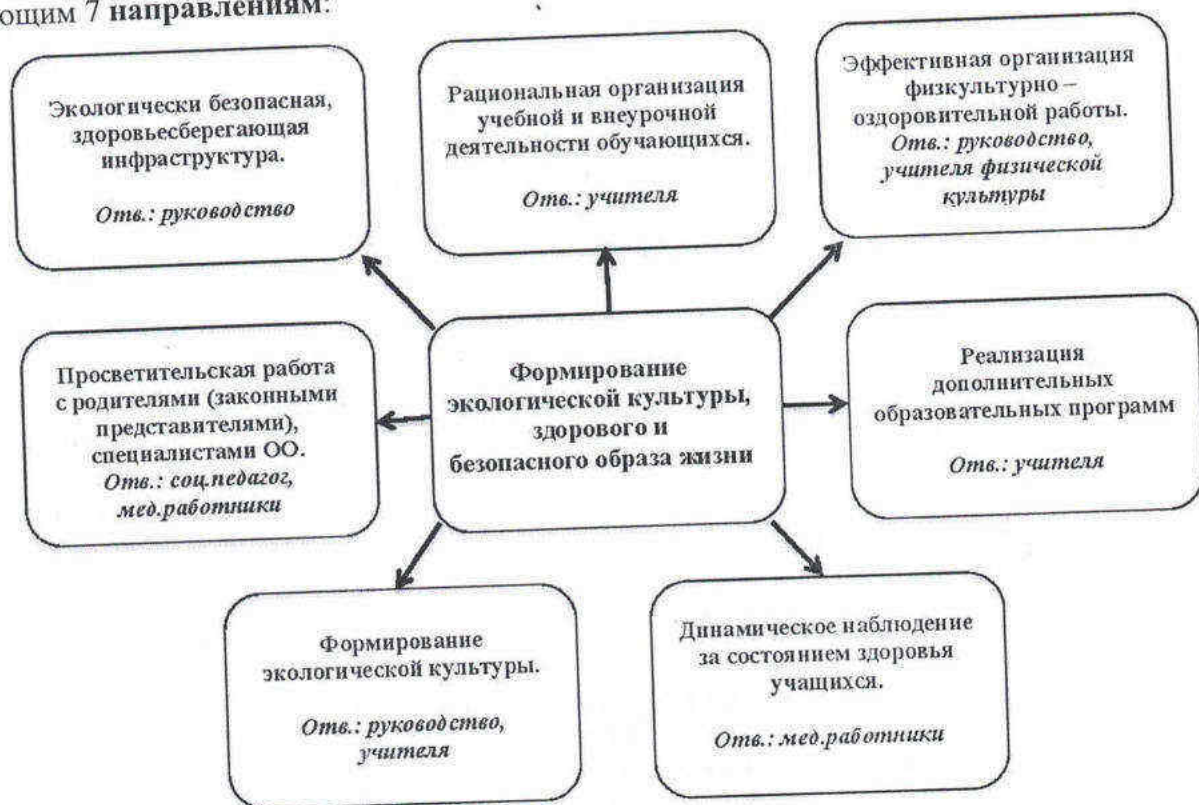 ющим 7 направлениям:
Экологически безопасная,
здоровьесберегающая
инфраструктура.
Отв.: руководство
Рациональная организация
учебной и внеурочной
деятельности обучающихся.
Отв.: учителя
Эффективная организация
физкультурно –
оздоровительной работы.
Отв.: руководство,
учителя физической
культуры
Просветительская работа
с родителями (законными
представителями),
специалистами ОО.
Отв.: соц.педагог,
мед.работники
Формирование
экологической культуры,
здорового и
безопасного образа жизни
Реализация
дополнительных
образовательных программ
Отв.: учителя
Формирование
экологической культуры.
Отв.: руководство,
учителя
Динамическое наблюдение
за состоянием здоровья
учащихся.
Отв.: мед.работники